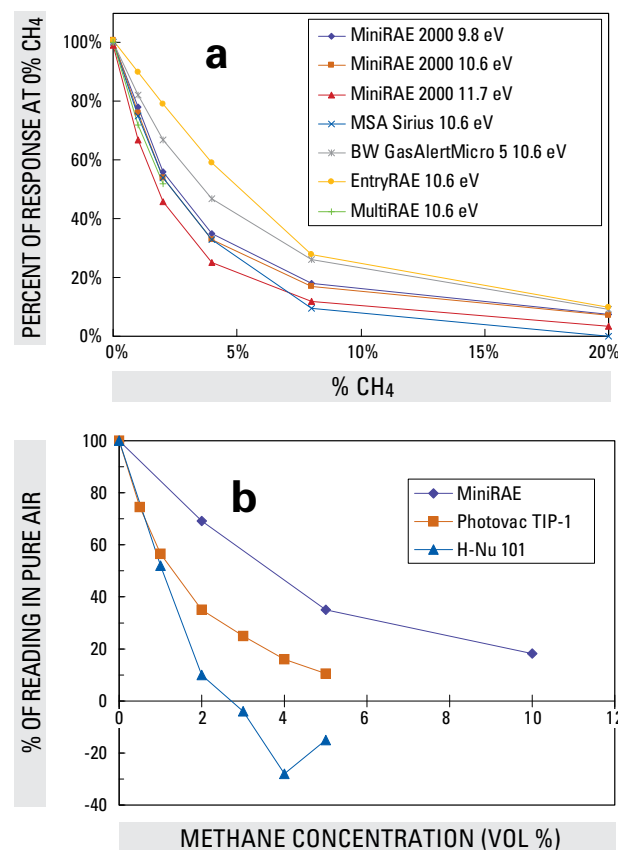 a
PERCENT OF RESPONSE AT 0% CH₄
100%
80%
60%
40%
20%
0%
MiniRAE 2000 9.8 eV
MiniRAE 2000 10.6 eV
MiniRAE 2000 11.7 eV
MSA Sirius 10.6 eV
BW GasAlertMicro 5 10.6 eV
EntryRAE 10.6 eV
MultiRAE 10.6 eV
0% 5% 10% 15% 20%
% CH₄
b
% OF READING IN PURE AIR
100
80
60
40
20
0
-20
-40
MiniRAE
Photovac TIP-1
H-Nu 101
0 2 4 6 8 10 12
METHANE CONCENTRATION (VOL %)